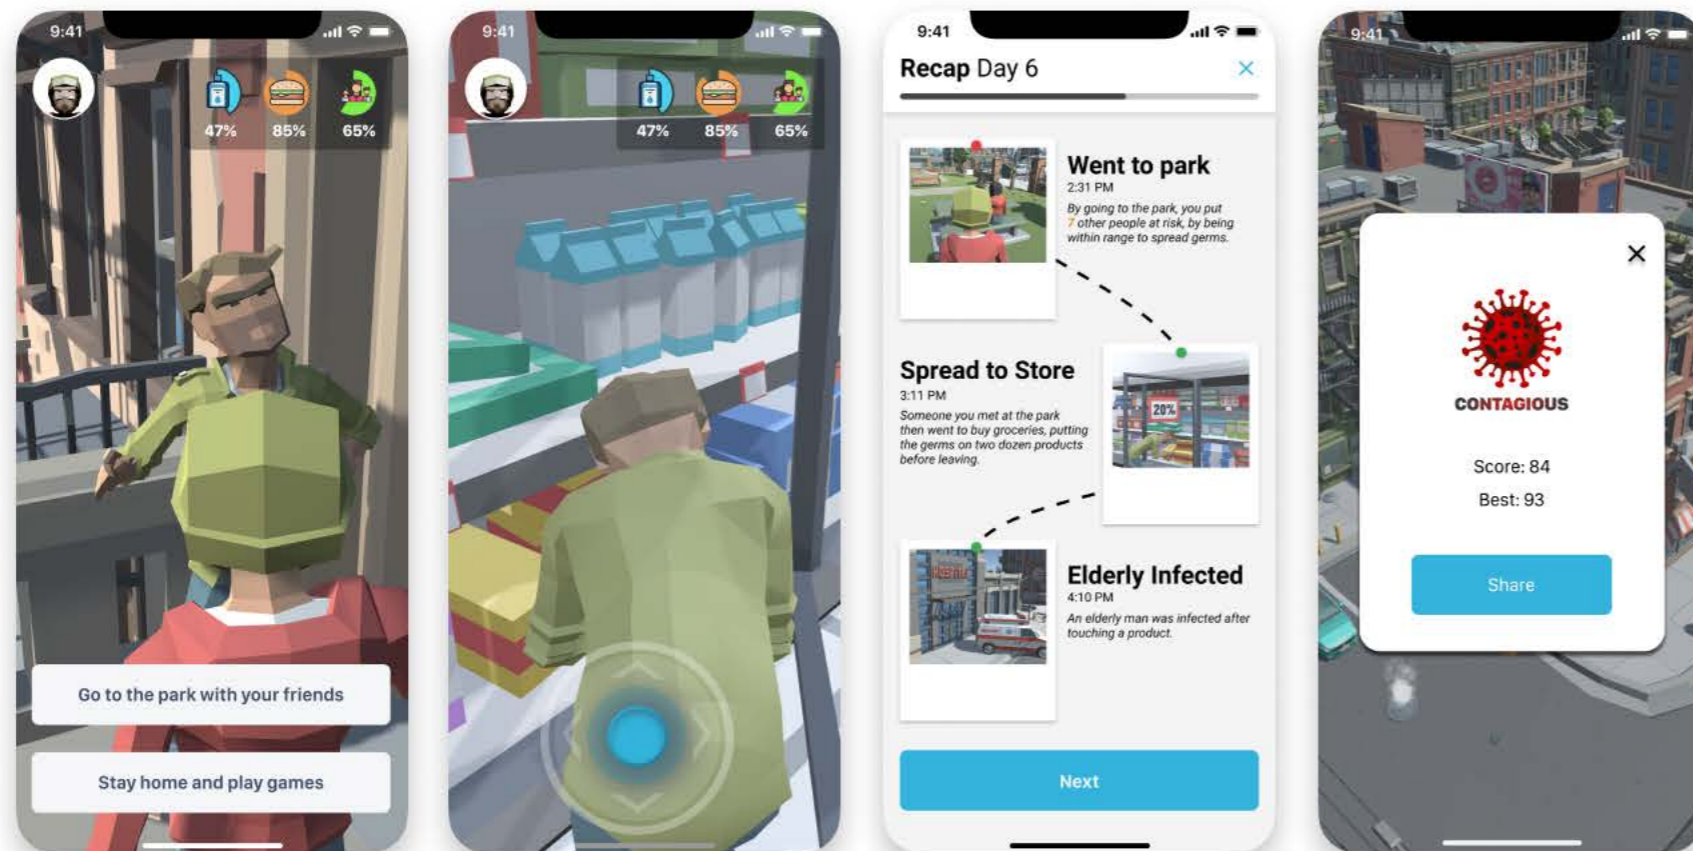 9:41
47% 85% 65%
Go to the park with your friends
Stay home and play games
9:41
47% 85% 65%
9:41
Recap Day 6
Went to park
2:31 PM
By going to the park, you put
7 other people at risk, by being
within range to spread germs.
Spread to Store
3:11 PM
Someone you met at the park
then went to buy groceries, putting
the germs on two dozen products
before leaving.
20%
Elderly Infected
4:10 PM
An elderly man was infected after
touching a product.
Next
9:41
CONTAGIOUS
Score: 84
Best: 93
Share